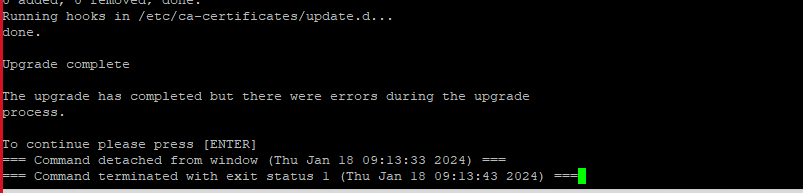 0 added, 0 removed; done.
Running hooks in /etc/ca-certificates/update.d...
done.
Upgrade complete
The upgrade has completed but there were errors during the upgrade
process.
To continue please press [ENTER]
=== Command detached from window (Thu Jan 18 09:13:33 2024) ===
=== Command terminated with exit status 1 (Thu Jan 18 09:13:43 2024) ===